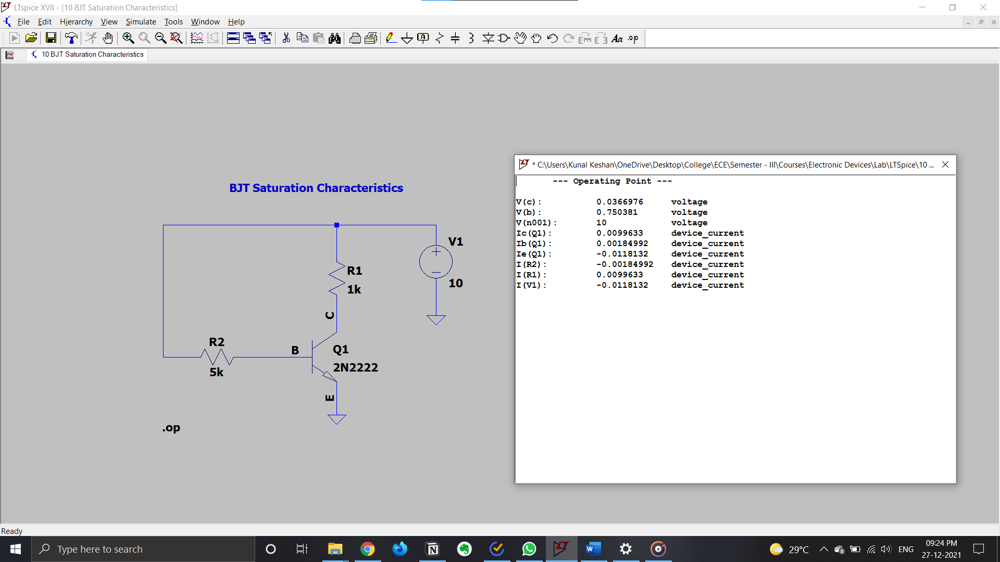 LTspice XVII - [10 BJT Saturation Characteristics]
File Edit Hierarchy View Simulate Tools Window Help
.op
10 BJT Saturation Characteristics
BJT Saturation Characteristics
V1
10
R1
1k
C
R2
5k
B
Q1
2N2222
E
.op
* C:\Users\Kunal Keshan\OneDrive\Desktop\College\ECE\Semester - III\Courses\Electronic Devices\Lab\LTSpice\10 ...
--- Operating Point ---
V(c): 0.0366976 voltage
V(b): 0.750381 voltage
V(n001): 10 voltage
Ic(Q1): 0.0099633 device_current
Ib(Q1): 0.00184992 device_current
Ie(Q1): -0.0118132 device_current
I(R2): -0.00184992 device_current
I(R1): 0.0099633 device_current
I(V1): -0.0118132 device_current
Ready
Type here to search
29°C
ENG
09:24 PM
27-12-2021